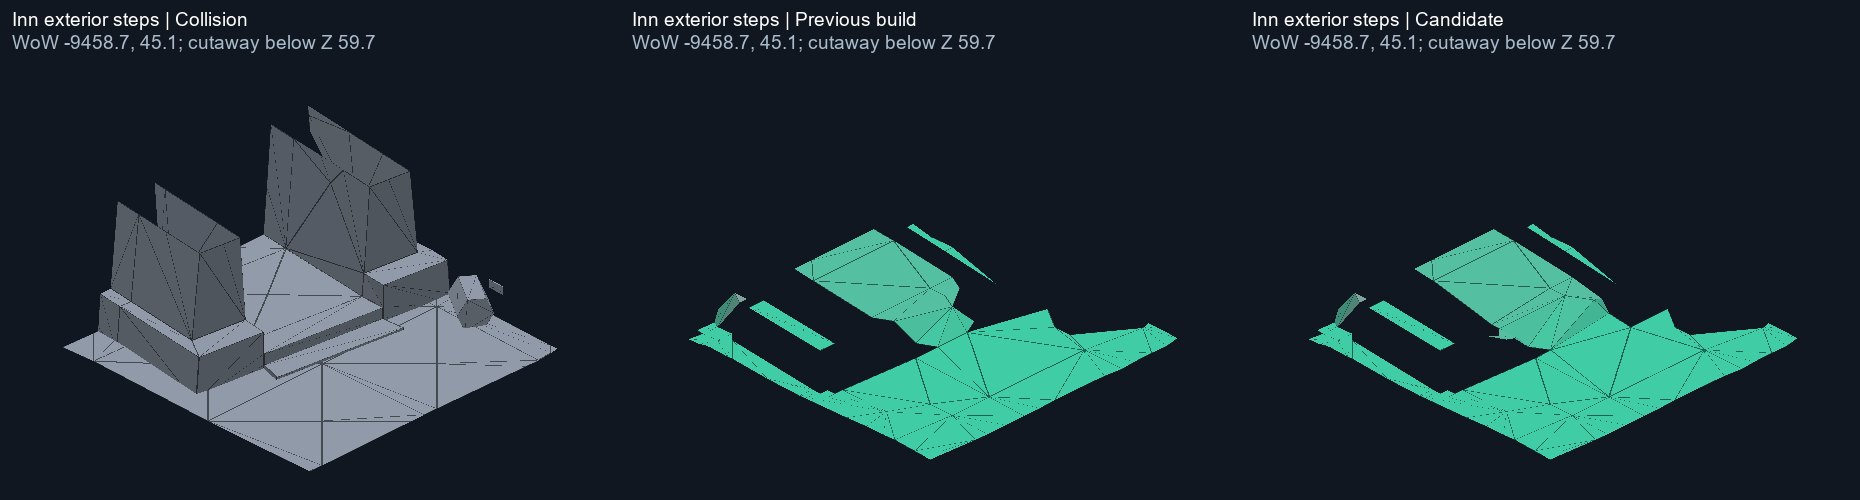 Inn exterior steps | Collision
WoW -9458.7, 45.1; cutaway below Z 59.7
Inn exterior steps | Previous build
WoW -9458.7, 45.1; cutaway below Z 59.7
Inn exterior steps | Candidate
WoW -9458.7, 45.1; cutaway below Z 59.7